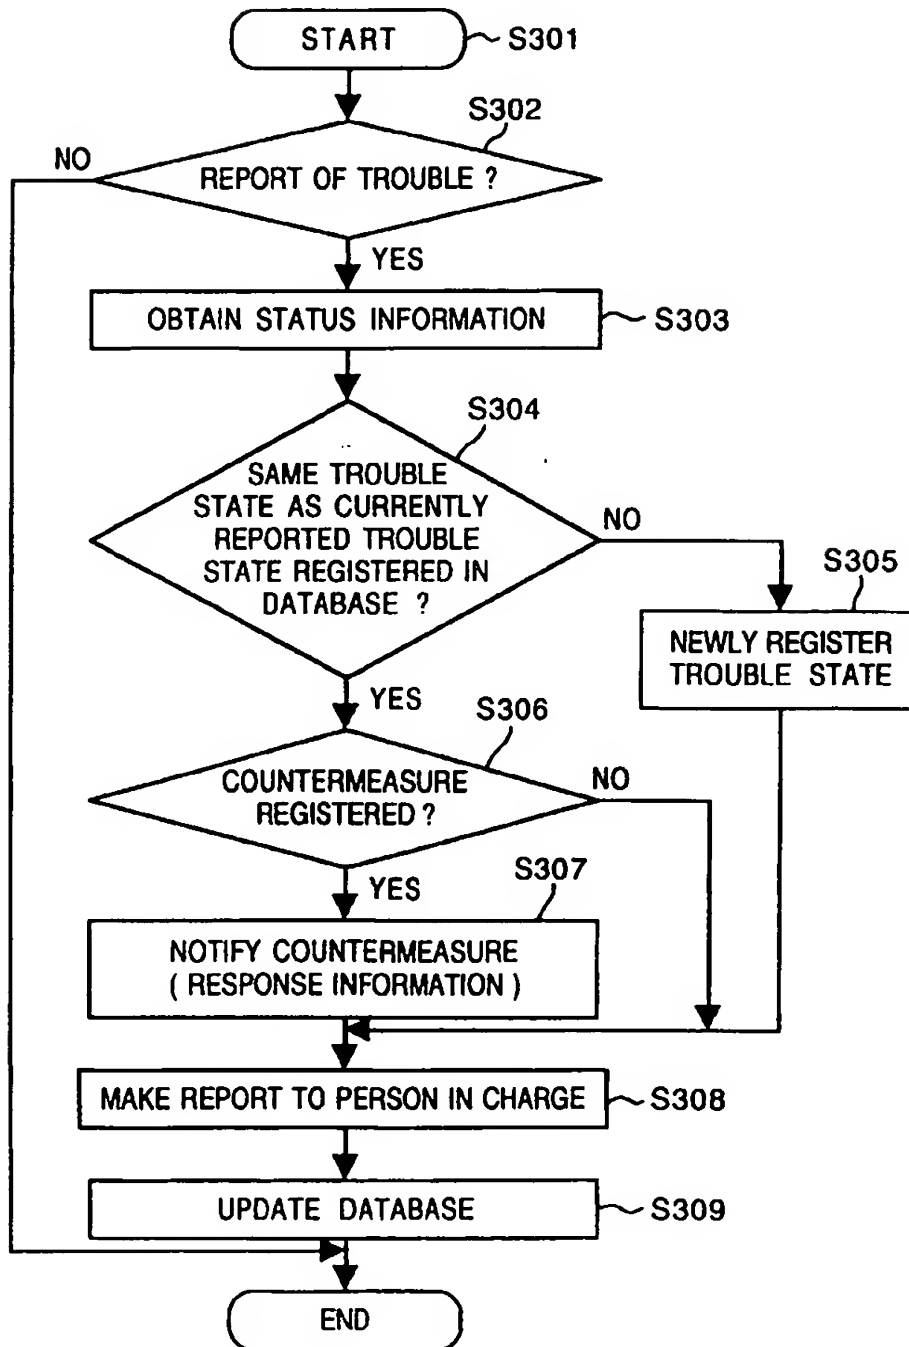 START
S301
S302
NO
REPORT OF TROUBLE ?
YES
OBTAIN STATUS INFORMATION
S303
S304
SAME TROUBLE
STATE AS CURRENTLY
REPORTED TROUBLE
STATE REGISTERED IN
DATABASE ?
NO
S305
NEWLY REGISTER
TROUBLE STATE
YES
S306
COUNTERMEASURE
REGISTERED ?
NO
YES
S307
NOTIFY COUNTERMEASURE
( RESPONSE INFORMATION )
MAKE REPORT TO PERSON IN CHARGE
S308
UPDATE DATABASE
S309
END